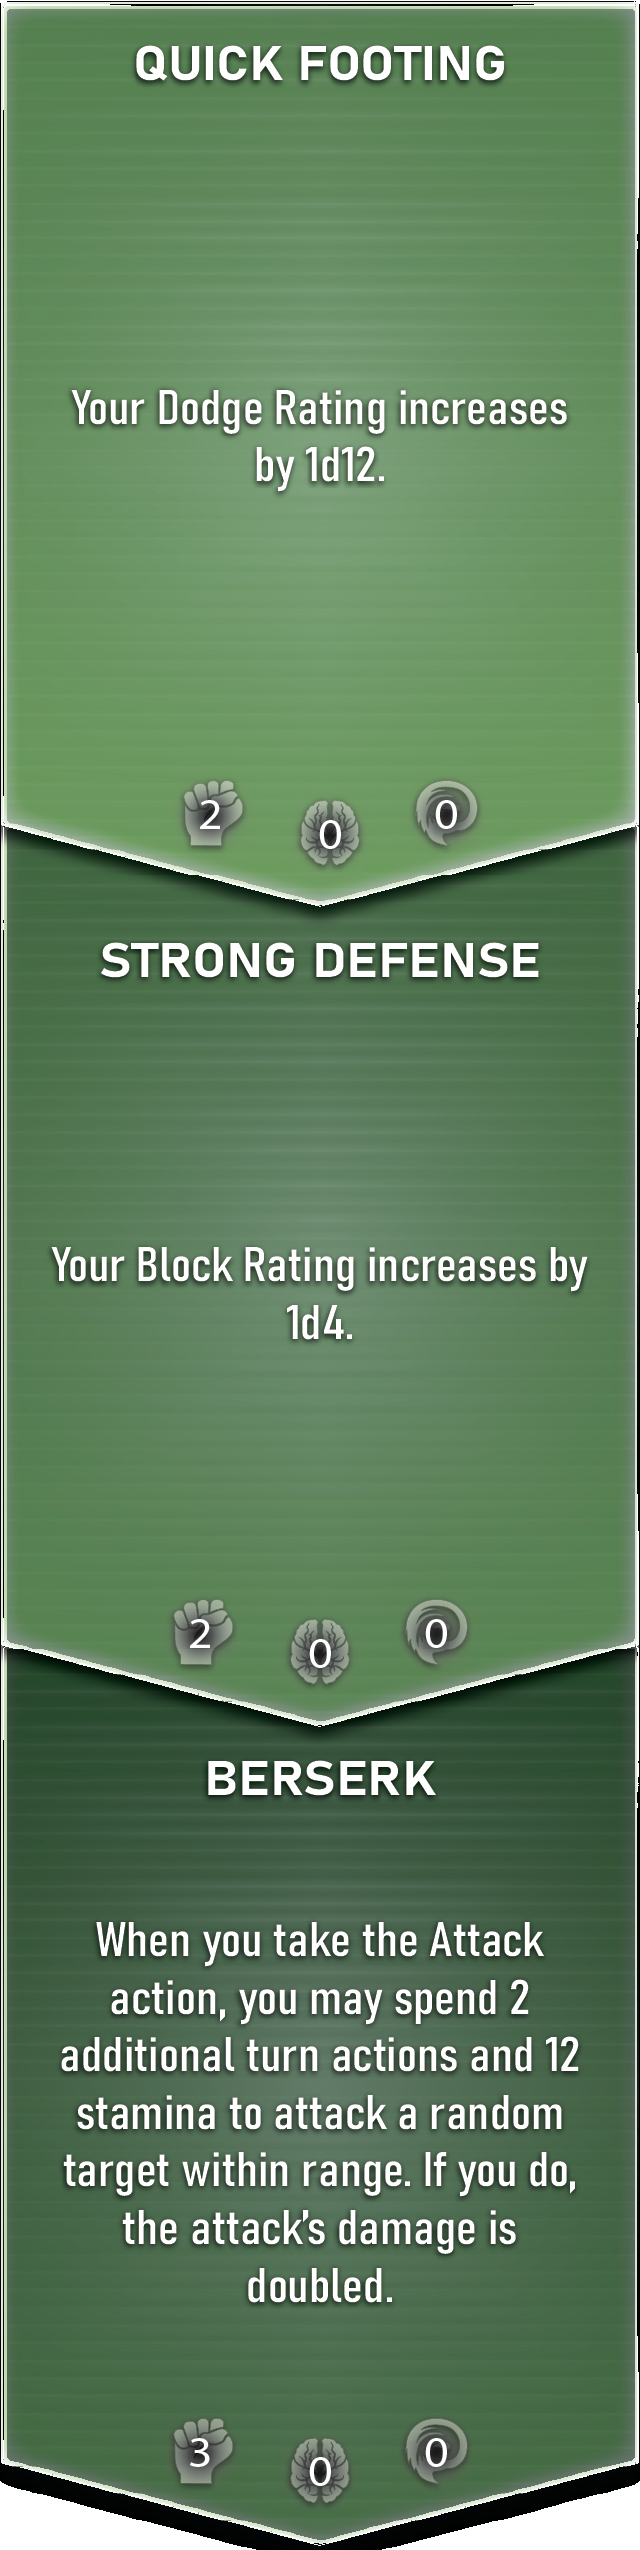 QUICK FOOTING
Your Dodge Rating increases
by 1d12.
2
0
0
STRONG DEFENSE
Your Block Rating increases by
1d4.
2
0
0
BERSERK
When you take the Attack
action, you may spend 2
additional turn actions and 12
stamina to attack a random
target within range. If you do,
the attack’s damage is
doubled.
3
0
0